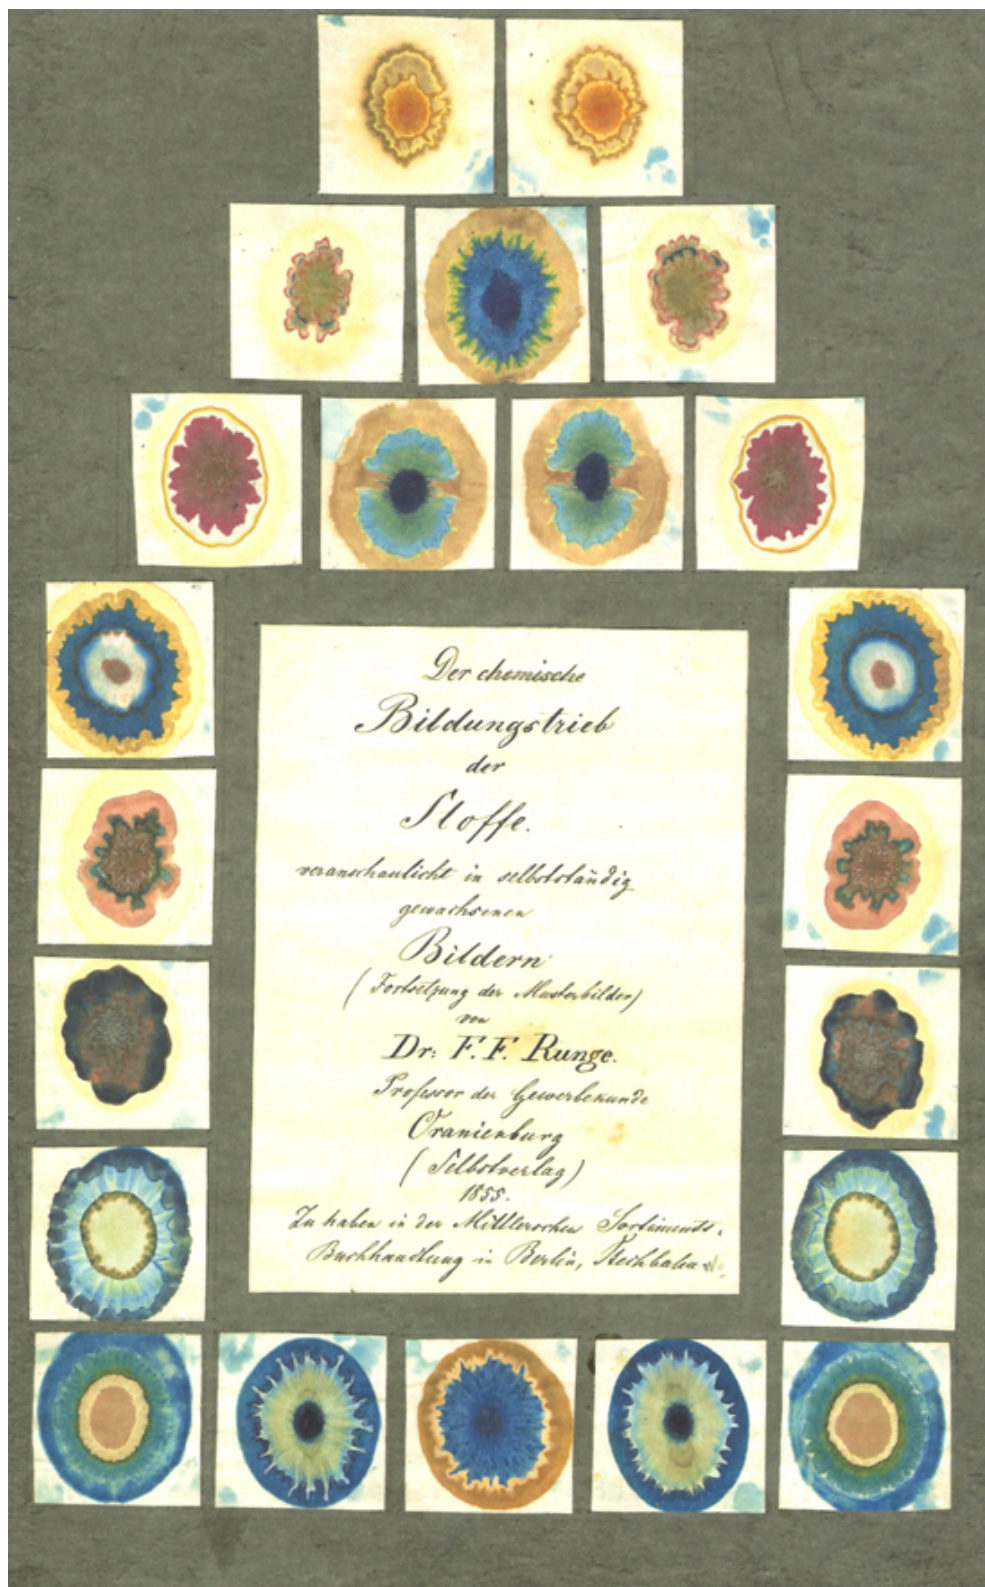 Der chemische
Bildungstrieb
der
Stoffe.
veranschaulicht in selbstständig
gewachsenen
Bildern
(Fortsetzung der Musterbilder)
von
Dr: F. F. Runge.
Professor der Gewerbekunde
Oranienburg
(Selbstverlag)
1855.
Zu haben in der Mittlerschen Sortiments-
Buchhandlung in Berlin, Stechbahn